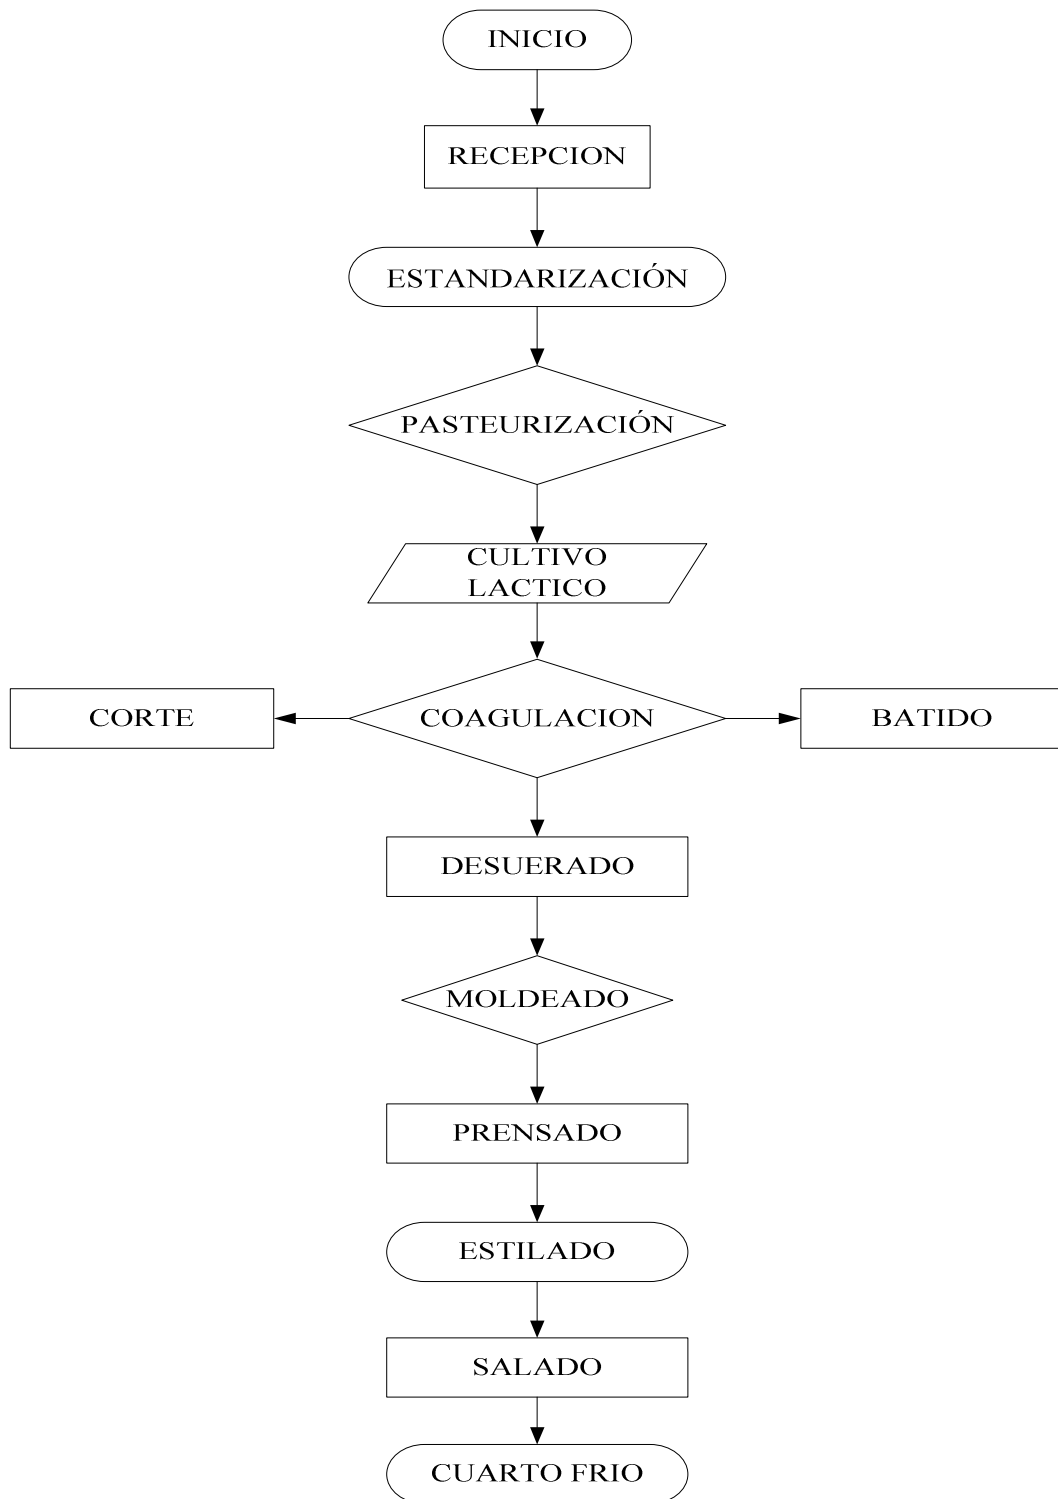 INICIO
RECEPCION
ESTANDARIZACIÓN
PASTEURIZACIÓN
CULTIVO
LACTICO
CORTE
COAGULACION
BATIDO
DESUERADO
MOLDEADO
PRENSADO
ESTILADO
SALADO
CUARTO FRIO